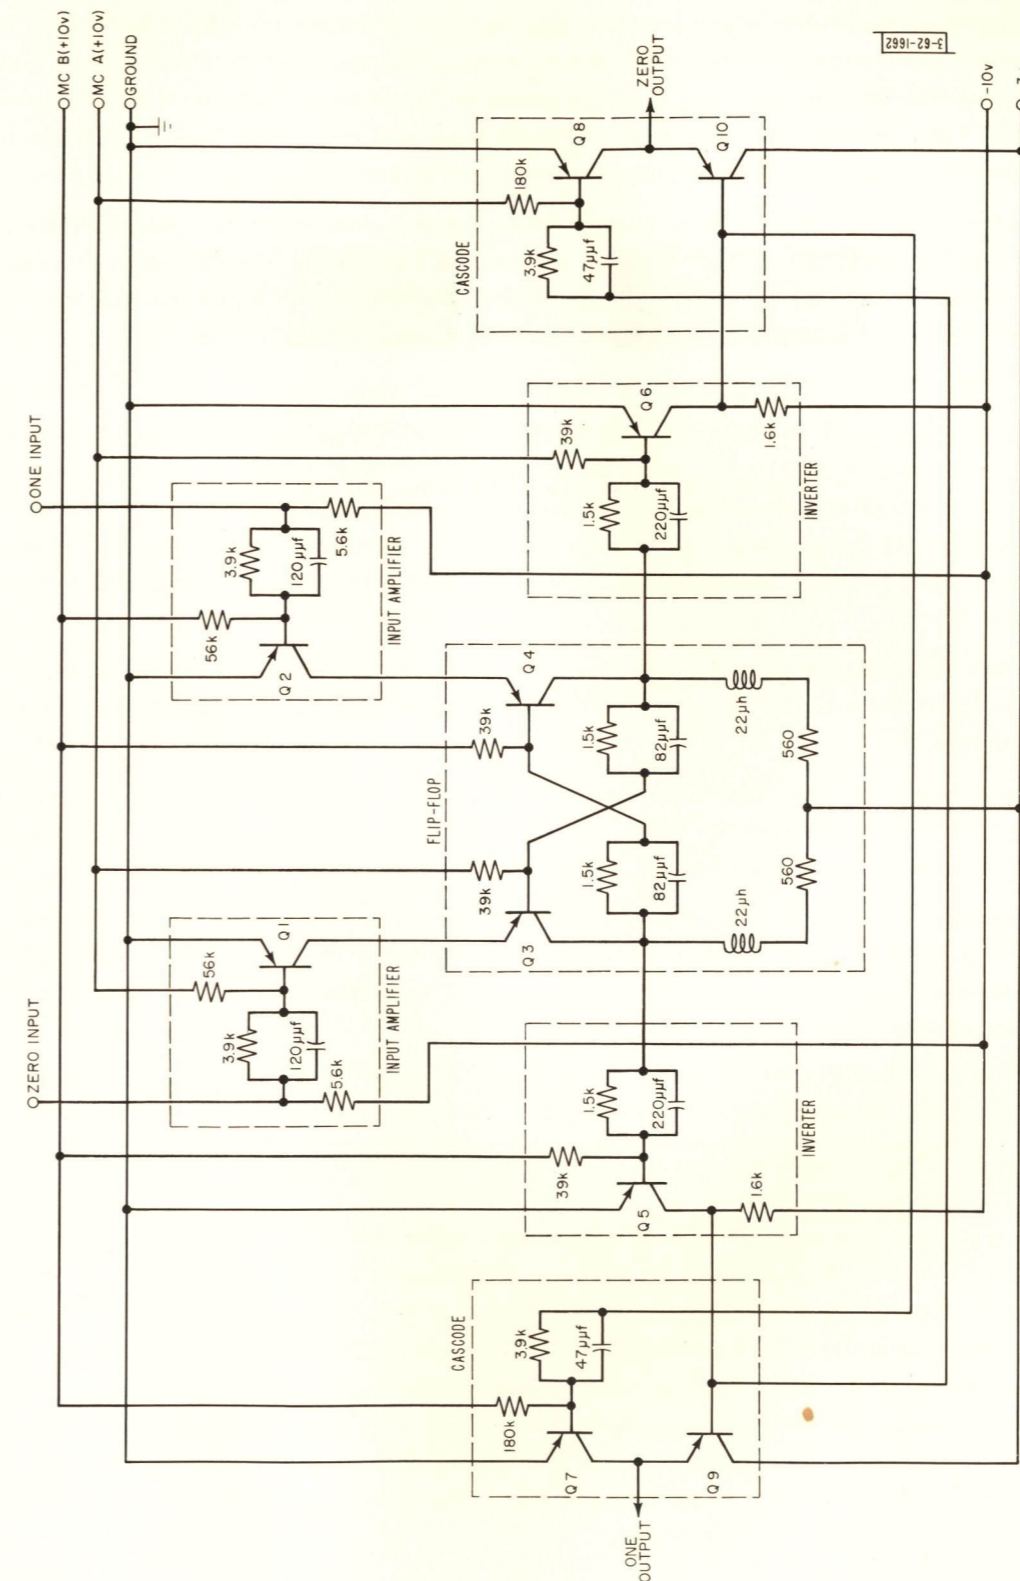 MC B(+10v)
MC A(+10v)
GROUND
3-62-1662
ZERO
OUTPUT
-10v
Q8
180k
3.9k
47µµf
Q10
CASCODE
ONE INPUT
39k
Q6
1.5k
220µµf
1.6k
INVERTER
3.9k
120µµf
5.6k
56k
Q2
INPUT AMPLIFIER
Q4
39k
1.5k
82µµf
22µh
560
FLIP-FLOP
39k
1.5k
82µµf
22µh
560
Q3
ZERO INPUT
Q1
56k
3.9k
120µµf
5.6k
INPUT AMPLIFIER
1.5k
220µµf
39k
Q5
1.6k
INVERTER
CASCODE
3.9k
47µµf
180k
Q7
Q9
ONE
OUTPUT